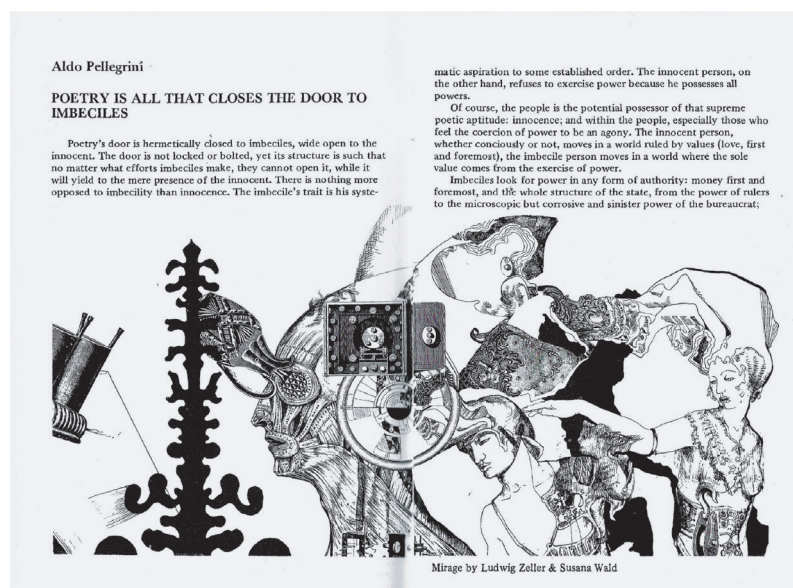 Aldo Pellegrini
POETRY IS ALL THAT CLOSES THE DOOR TO
IMBECILES
Poetry's door is hermetically closed to imbeciles, wide open to the
innocent. The door is not locked or bolted, yet its structure is such that
no matter what efforts imbeciles make, they cannot open it, while it
will yield to the mere presence of the innocent. There is nothing more
opposed to imbecility than innocence. The imbecile's trait is his syste-
matic aspiration to some established order. The innocent person, on
the other hand, refuses to exercise power because he possesses all
powers.
Of course, the people is the potential possessor of that supreme
poetic aptitude: innocence; and within the people, especially those who
feel the coercion of power to be an agony. The innocent person,
whether conciously or not, moves in a world ruled by values (love, first
and foremost), the imbecile person moves in a world where the sole
value comes from the exercise of power.
Imbeciles look for power in any form of authority: money first and
foremost, and the whole structure of the state, from the power of rulers
to the microscopic but corrosive and sinister power of the bureaucrat;
Mirage by Ludwig Zeller & Susana Wald